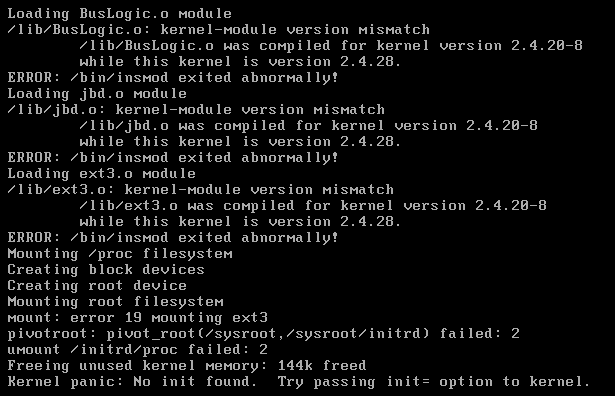 Loading BusLogic.o module
/lib/BusLogic.o: kernel-module version mismatch
/lib/BusLogic.o was compiled for kernel version 2.4.20-8
while this kernel is version 2.4.28.
ERROR: /bin/insmod exited abnormally!
Loading jbd.o module
/lib/jbd.o: kernel-module version mismatch
/lib/jbd.o was compiled for kernel version 2.4.20-8
while this kernel is version 2.4.28.
ERROR: /bin/insmod exited abnormally!
Loading ext3.o module
/lib/ext3.o: kernel-module version mismatch
/lib/ext3.o was compiled for kernel version 2.4.20-8
while this kernel is version 2.4.28.
ERROR: /bin/insmod exited abnormally!
Mounting /proc filesystem
Creating block devices
Creating root device
Mounting root filesystem
mount: error 19 mounting ext3
pivotroot: pivot_root(/sysroot,/sysroot/initrd) failed: 2
umount /initrd/proc failed: 2
Freeing unused kernel memory: 144k freed
Kernel panic: No init found.  Try passing init= option to kernel.